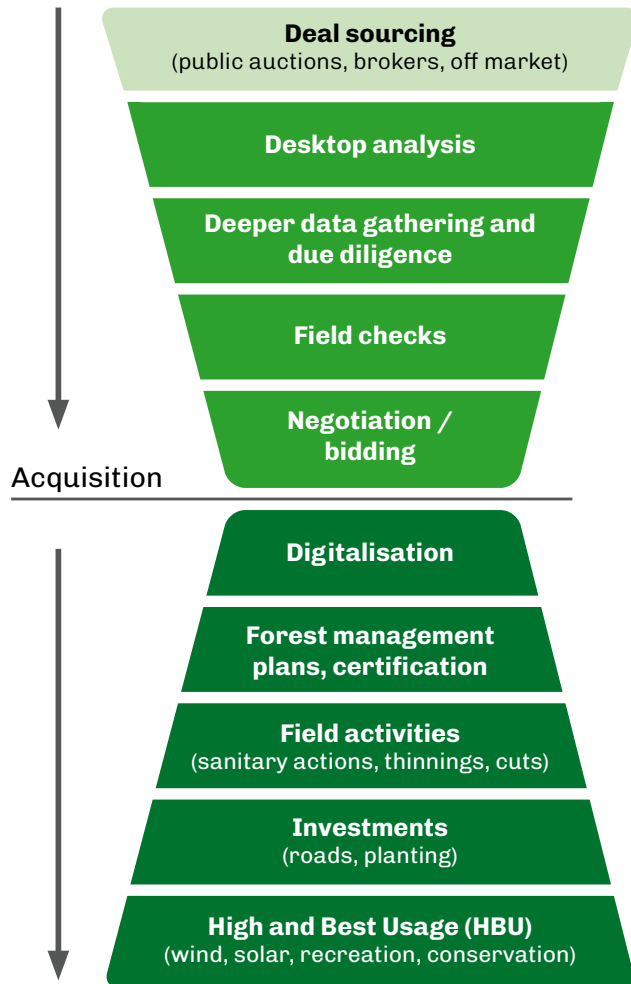 Deal sourcing
(public auctions, brokers, off market)
Desktop analysis
Deeper data gathering and
due diligence
Field checks
Negotiation /
bidding
Acquisition
Digitalisation
Forest management
plans, certification
Field activities
(sanitary actions, thinnings, cuts)
Investments
(roads, planting)
High and Best Usage (HBU)
(wind, solar, recreation, conservation)